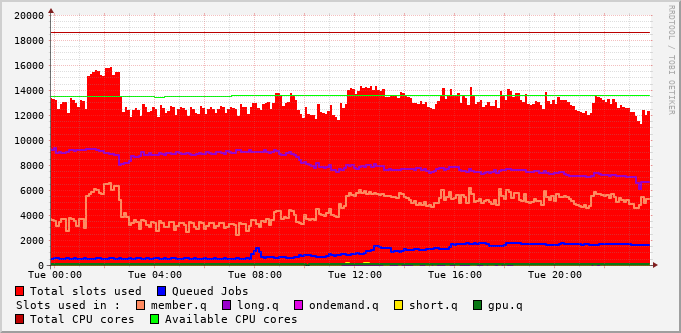 20000
18000
16000
14000
12000
10000
8000
6000
4000
2000
0
Tue 00:00 Tue 04:00 Tue 08:00 Tue 12:00 Tue 16:00 Tue 20:00
Total slots used Queued Jobs
Slots used in : member.q long.q ondemand.q short.q gpu.q
Total CPU cores Available CPU cores
RRDTOOL / TOBI OETIKER